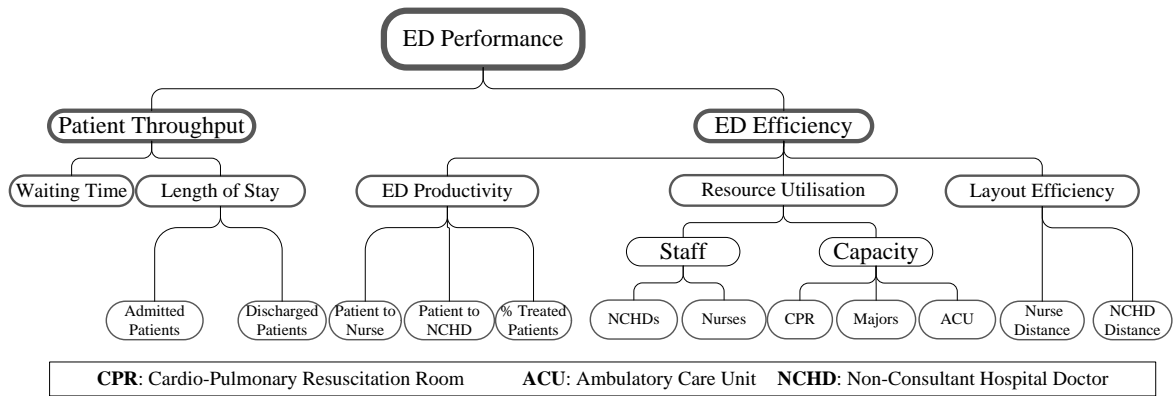 ED Performance
Patient Throughput
ED Efficiency
Waiting Time
Length of Stay
ED Productivity
Resource Utilisation
Layout Efficiency
Staff
Capacity
Admitted
Patients
Discharged
Patients
Patient to
Nurse
Patient to
NCHD
% Treated
Patients
NCHDs
Nurses
CPR
Majors
ACU
Nurse
Distance
NCHD
Distance
CPR: Cardio-Pulmonary Resuscitation Room ACU: Ambulatory Care Unit NCHD: Non-Consultant Hospital Doctor